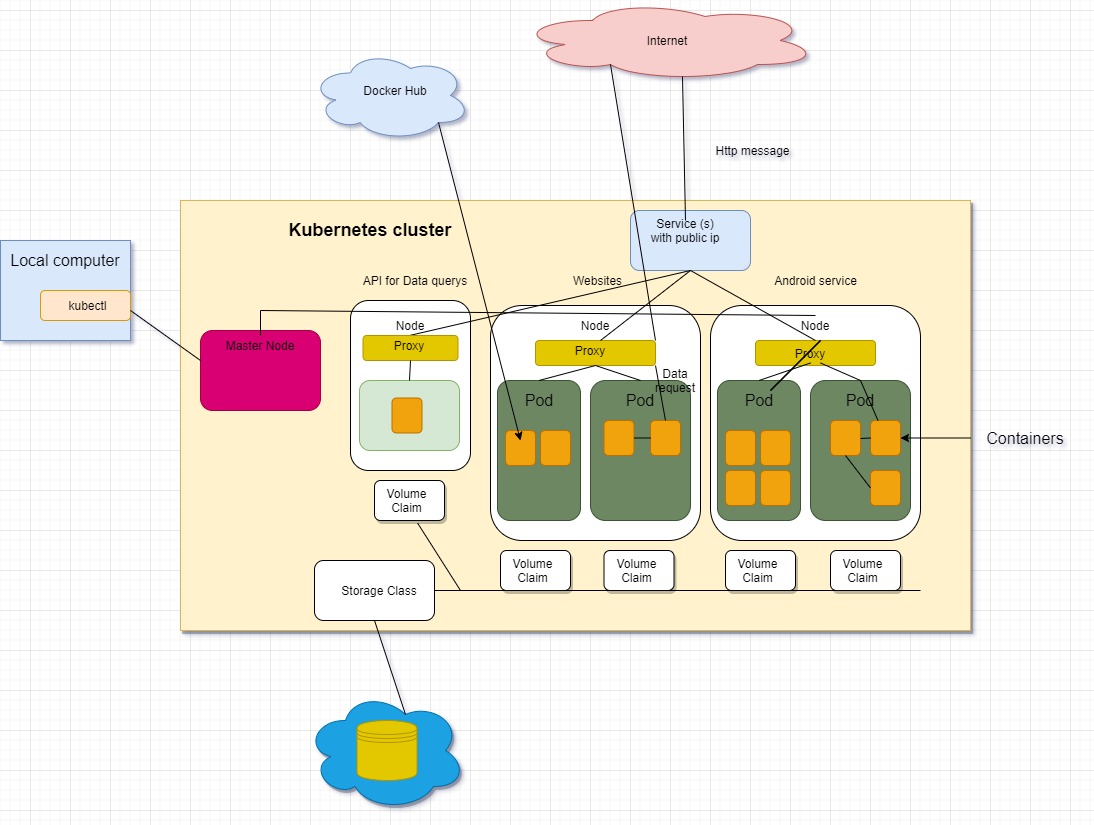 Internet
Docker Hub
Http message
Kubernetes cluster
Service (s)
with public ip
Local computer
kubectl
API for Data querys
Websites
Android service
Master Node
Node
Proxy
Node
Proxy
Node
Proxy
Data
request
Pod
Pod
Pod
Pod
Containers
Volume
Claim
Volume
Claim
Volume
Claim
Volume
Claim
Volume
Claim
Storage Class